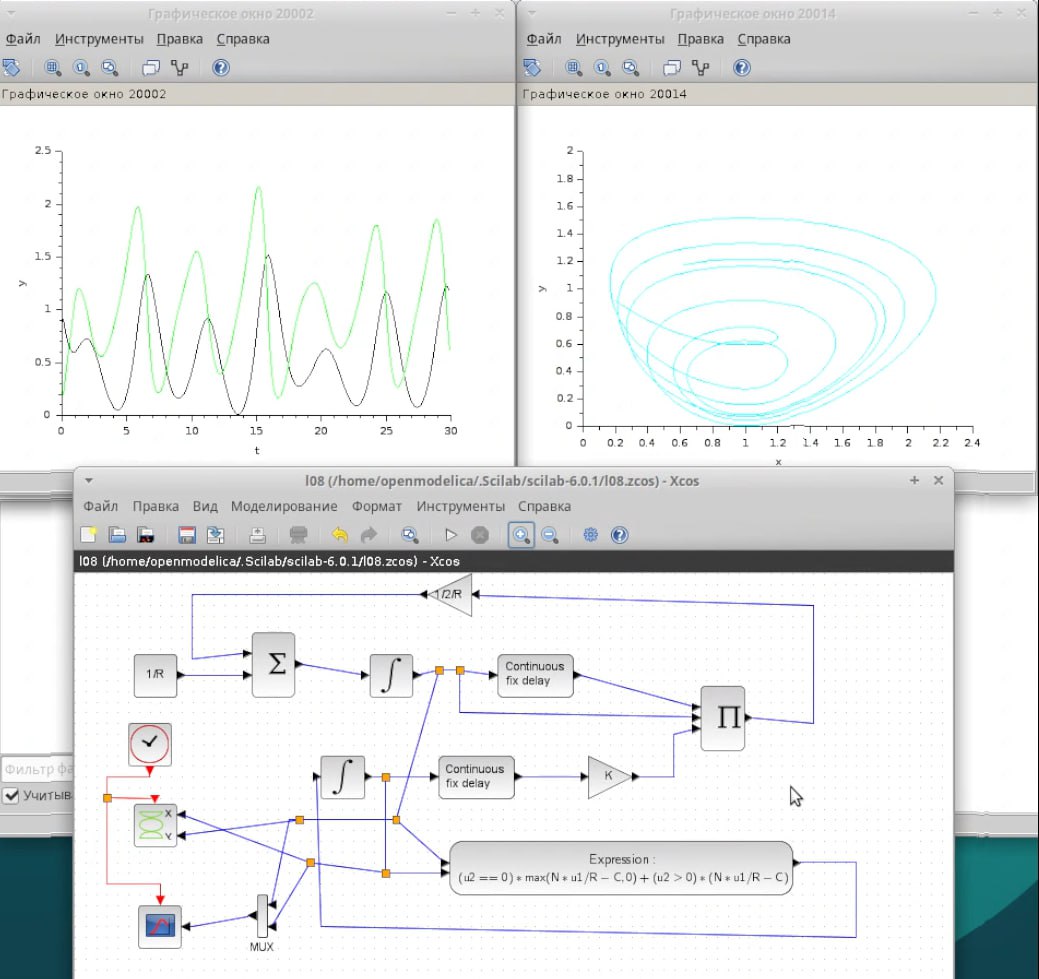 Графическое окно 20002
Файл Инструменты Правка Справка
Графическое окно 20002
2.5
2
1.5
1
0.5
0
y
0 5 10 15 20 25 30
t
Графическое окно 20014
Файл Инструменты Правка Справка
Графическое окно 20014
2
1.8
1.6
1.4
1.2
1
0.8
0.6
0.4
0.2
0
y
0 0.2 0.4 0.6 0.8 1 1.2 1.4 1.6 1.8 2 2.2 2.4
x
l08 (/home/openmodelica/.Scilab/scilab-6.0.1/l08.zcos) - Xcos
Файл Правка Вид Моделирование Формат Инструменты Справка
l08 (/home/openmodelica/.Scilab/scilab-6.0.1/l08.zcos) - Xcos
1/2/R
1/R
Σ
∫
Continuous
fix delay
Π
∫
Continuous
fix delay
K
X
Y
Expression :
(u2 == 0) * max(N * u1/R − C, 0) + (u2 > 0) * (N * u1/R − C)
MUX
Фильтр фа
Учитыв